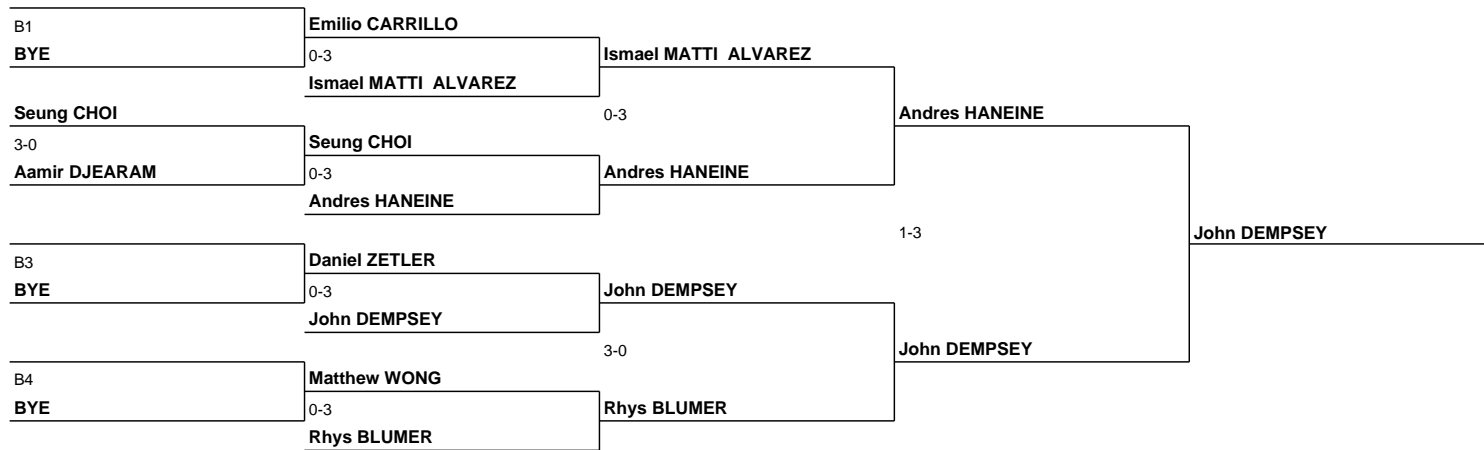 B1
BYE
Emilio CARRILLO
0-3
Ismael MATTI  ALVAREZ
Ismael MATTI  ALVAREZ
0-3
Seung CHOI
3-0
Aamir DJEARAM
Seung CHOI
0-3
Andres HANEINE
Andres HANEINE
Andres HANEINE
1-3
John DEMPSEY
B3
BYE
Daniel ZETLER
0-3
John DEMPSEY
John DEMPSEY
3-0
John DEMPSEY
B4
BYE
Matthew WONG
0-3
Rhys BLUMER
Rhys BLUMER